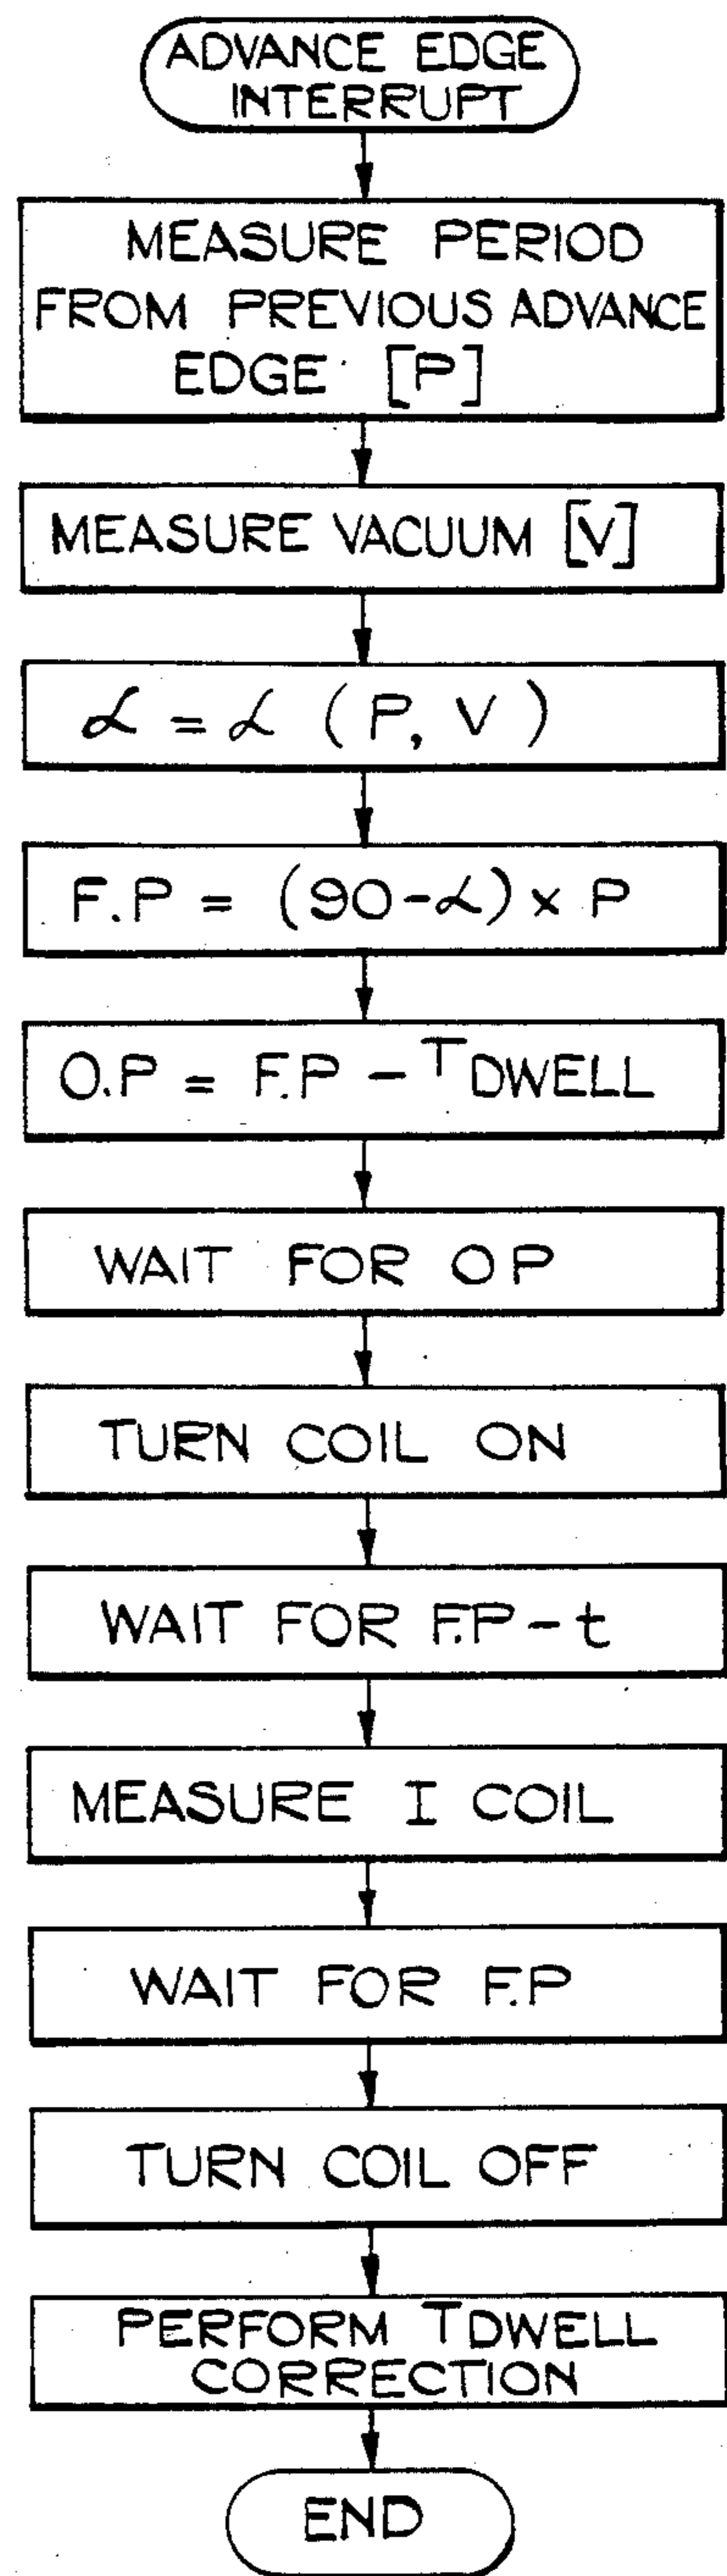 ADVANCE EDGE
INTERRUPT
MEASURE PERIOD
FROM PREVIOUS ADVANCE
EDGE [P]
MEASURE VACUUM [V]
α = α (P, V)
F.P = (90-α) × P
O.P = F.P - TDWELL
WAIT FOR OP
TURN COIL ON
WAIT FOR F.P - t
MEASURE I COIL
WAIT FOR F.P
TURN COIL OFF
PERFORM TDWELL
CORRECTION
END